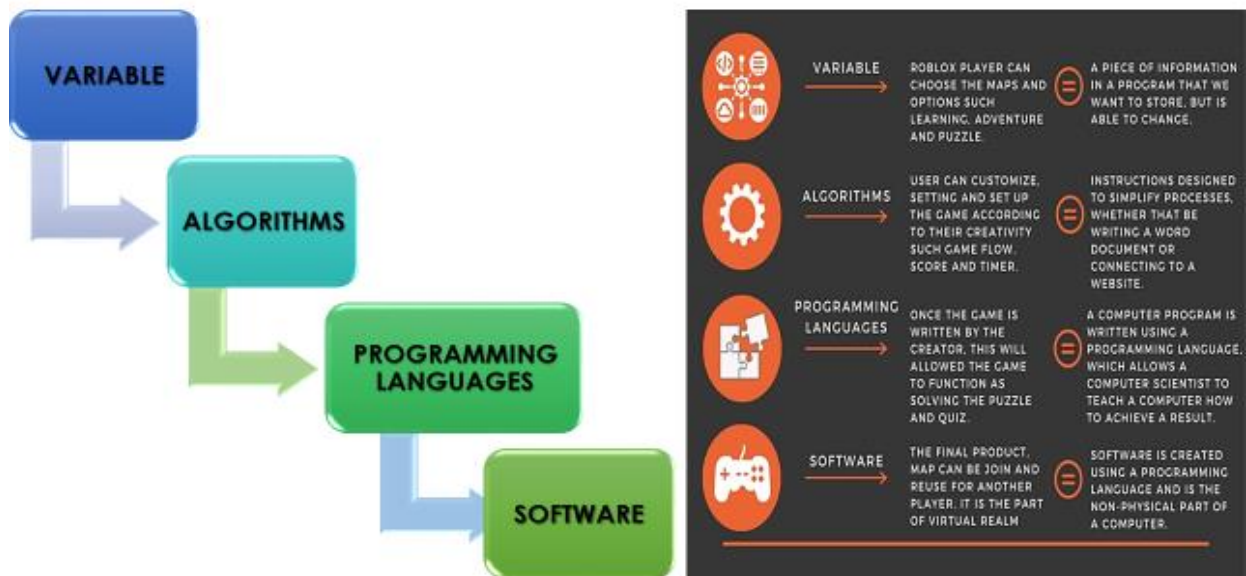 VARIABLE
ALGORITHMS
PROGRAMMING
LANGUAGES
SOFTWARE
VARIABLE
ROBLOX PLAYER CAN
CHOOSE THE MAPS AND
OPTIONS SUCH
LEARNING, ADVENTURE
AND PUZZLE.
A PIECE OF INFORMATION
IN A PROGRAM THAT WE
WANT TO STORE, BUT IS
ABLE TO CHANGE.
ALGORITHMS
USER CAN CUSTOMIZE,
SETTING AND SET UP
THE GAME ACCORDING
TO THEIR CREATIVITY
SUCH GAME FLOW,
SCORE AND TIMER.
INSTRUCTIONS DESIGNED
TO SIMPLIFY PROCESSES,
WHETHER THAT BE
WRITING A WORD
DOCUMENT OR
CONNECTING TO A
WEBSITE.
PROGRAMMING
LANGUAGES
ONCE THE GAME IS
WRITTEN BY THE
CREATOR, THIS WILL
ALLOWED THE GAME
TO FUNCTION AS
SOLVING THE PUZZLE
AND QUIZ.
A COMPUTER PROGRAM IS
WRITTEN USING A
PROGRAMMING LANGUAGE,
WHICH ALLOWS A
COMPUTER SCIENTIST TO
TEACH A COMPUTER HOW
TO ACHIEVE A RESULT.
SOFTWARE
THE FINAL PRODUCT,
MAP CAN BE JOIN AND
REUSE FOR ANOTHER
PLAYER. IT IS THE PART
OF VIRTUAL REALM
SOFTWARE IS CREATED
USING A PROGRAMMING
LANGUAGE AND IS THE
NON-PHYSICAL PART OF
A COMPUTER.